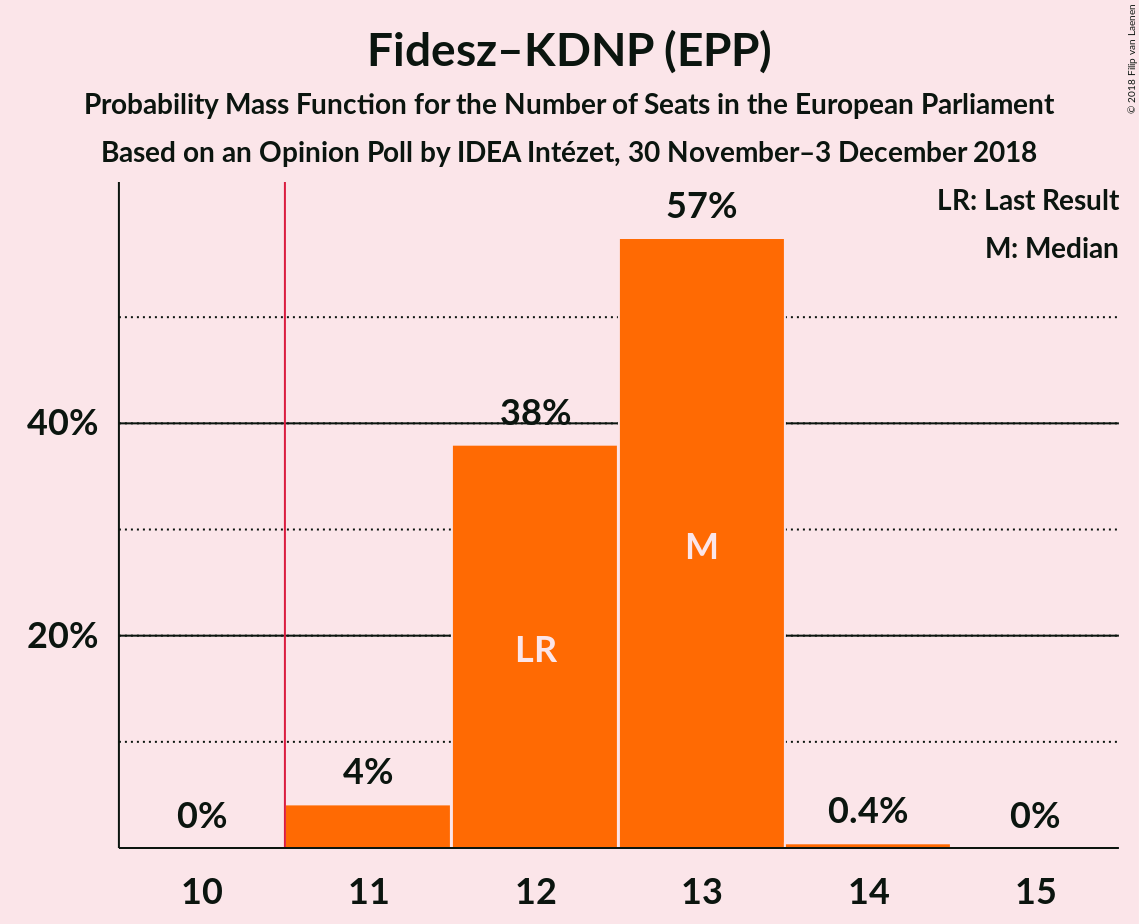 Fidesz–KDNP (EPP)
Probability Mass Function for the Number of Seats in the European Parliament
Based on an Opinion Poll by IDEA Intézet, 30 November–3 December 2018
© 2018 Filip van Laenen
LR: Last Result
M: Median
57%
38%
40%
M
20%
LR
4%
0%
0.4%
0%
10 11 12 13 14 15